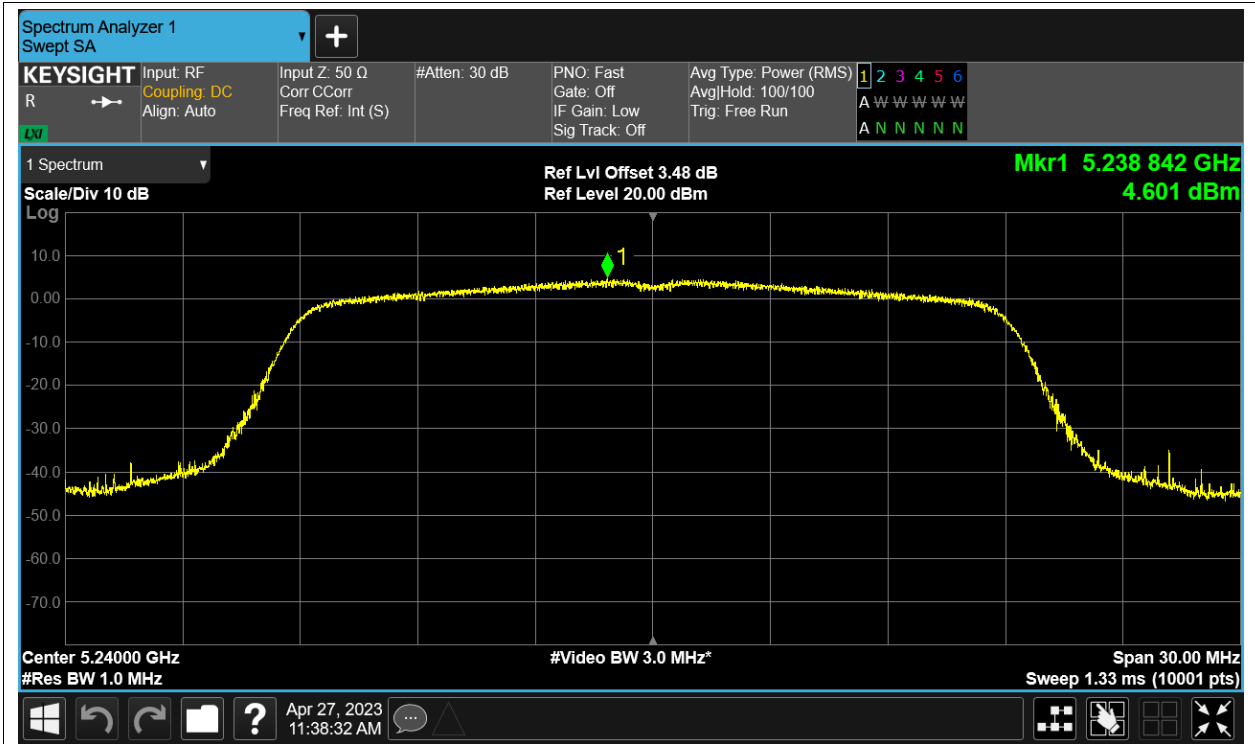 Spectrum Analyzer 1
Swept SA
+
KEYSIGHT
R
LXI
Input: RF
Coupling: DC
Align: Auto
Input Z: 50 Ω
Corr CCorr
Freq Ref: Int (S)
#Atten: 30 dB
PNO: Fast
Gate: Off
IF Gain: Low
Sig Track: Off
Avg Type: Power (RMS)
Avg|Hold: 100/100
Trig: Free Run
1 2 3 4 5 6
A W W W W W
A N N N N N
1 Spectrum
Scale/Div 10 dB
Log
Ref Lvl Offset 3.48 dB
Ref Level 20.00 dBm
Mkr1 5.238 842 GHz
4.601 dBm
1
10.0
0.00
-10.0
-20.0
-30.0
-40.0
-50.0
-60.0
-70.0
Center 5.24000 GHz
#Video BW 3.0 MHz*
Span 30.00 MHz
#Res BW 1.0 MHz
Sweep 1.33 ms (10001 pts)
?
Apr 27, 2023
11:38:32 AM